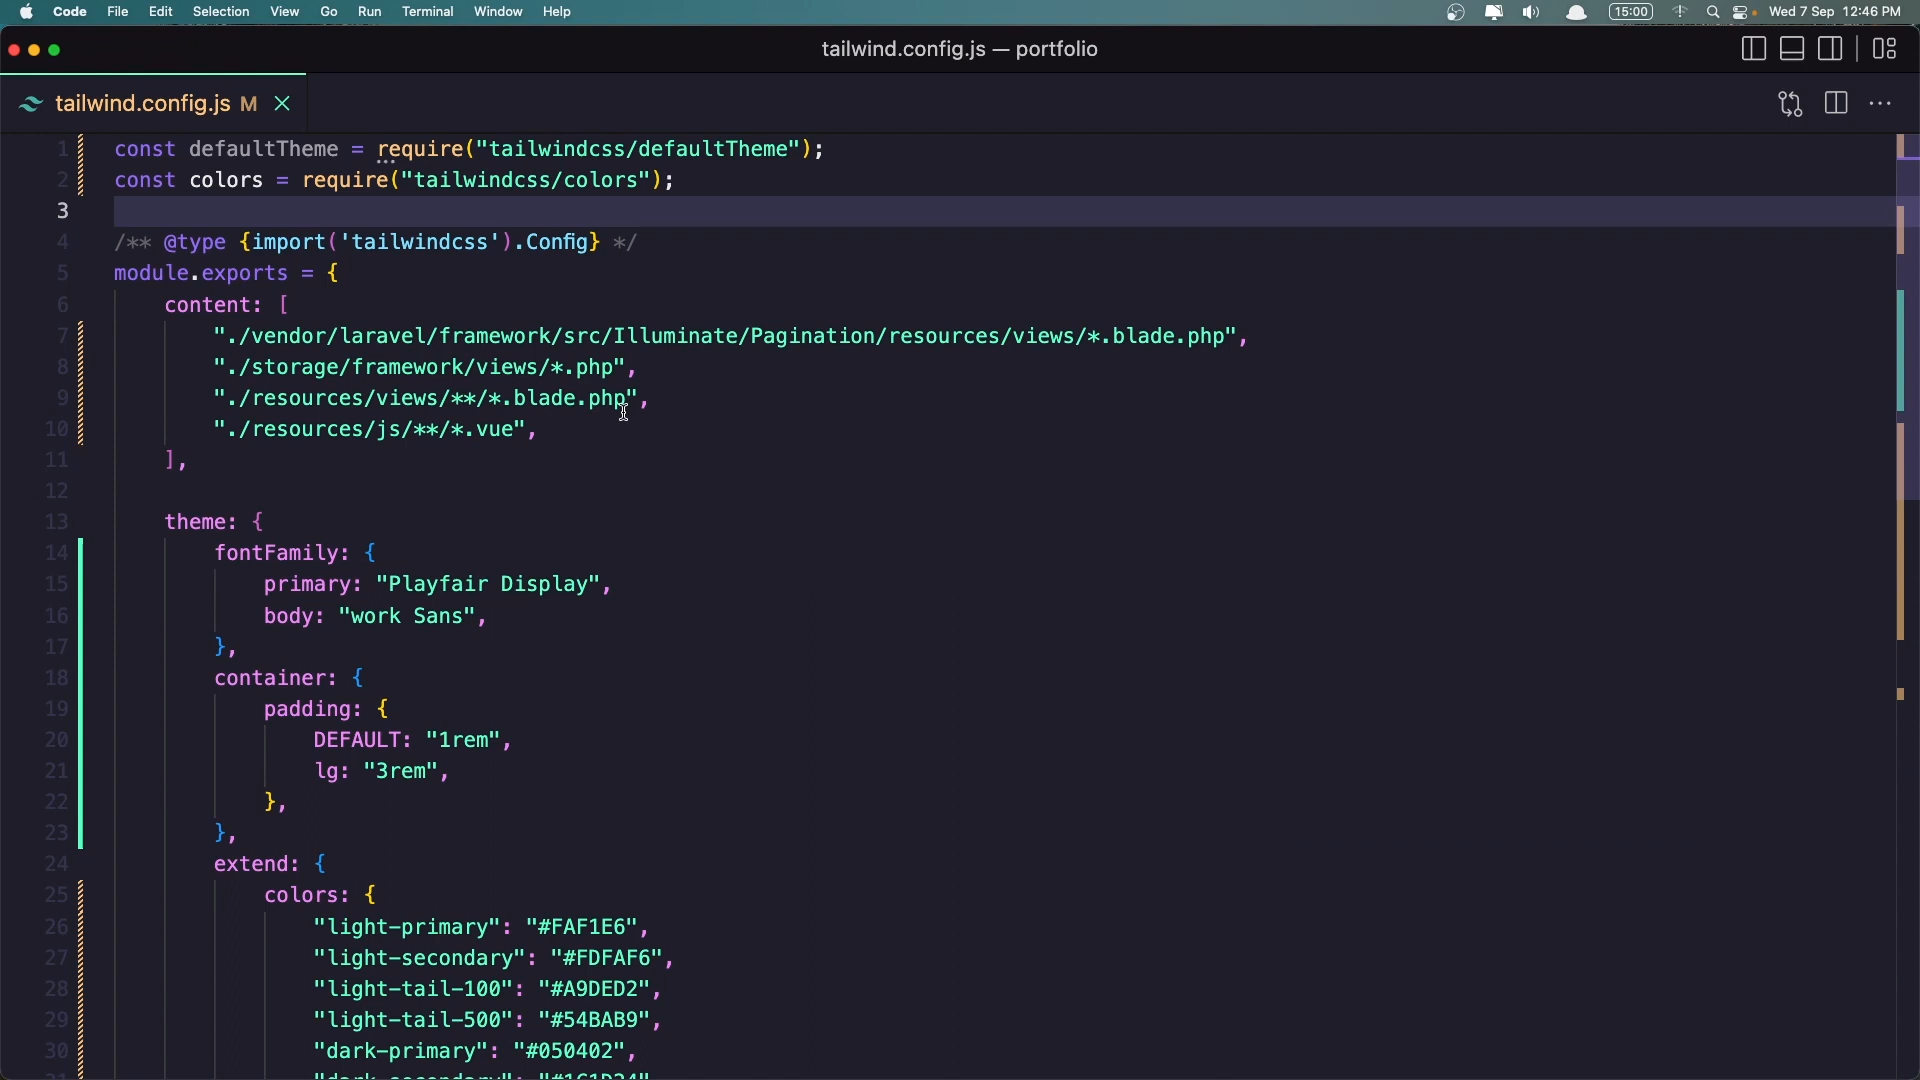 Code File Edit Selection View Go Run Terminal Window Help 15:00 Wed 7 Sep 12:46 PM
tailwind.config.js — portfolio
tailwind.config.js M
1 const defaultTheme = require("tailwindcss/defaultTheme");
2 const colors = require("tailwindcss/colors");
3
4 /** @type {import('tailwindcss').Config} */
5 module.exports = {
6 content: [
7 "./vendor/laravel/framework/src/Illuminate/Pagination/resources/views/*.blade.php",
8 "./storage/framework/views/*.php",
9 "./resources/views/**/*.blade.php",
10 "./resources/js/**/*.vue",
11 ],
12
13 theme: {
14 fontFamily: {
15 primary: "Playfair Display",
16 body: "work Sans",
17 },
18 container: {
19 padding: {
20 DEFAULT: "1rem",
21 lg: "3rem",
22 },
23 },
24 extend: {
25 colors: {
26 "light-primary": "#FAF1E6",
27 "light-secondary": "#FDFAF6",
28 "light-tail-100": "#A9DED2",
29 "light-tail-500": "#54BAB9",
30 "dark-primary": "#050402",